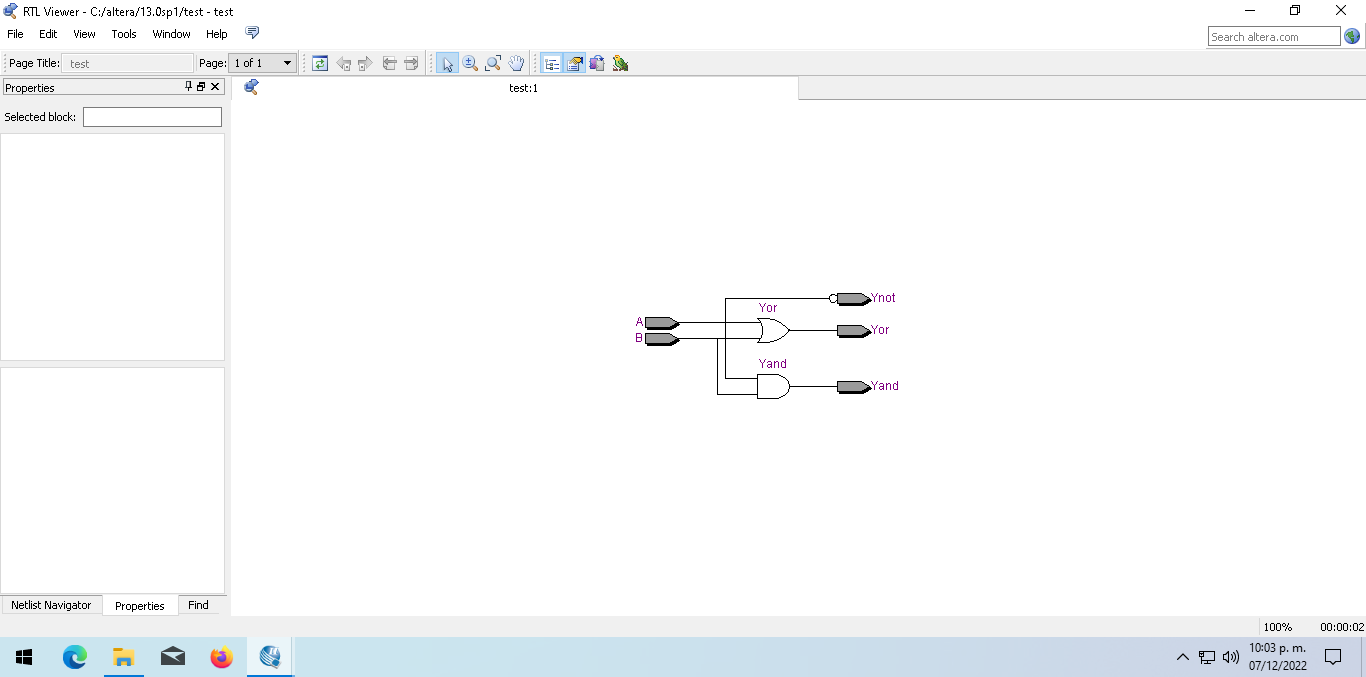 RTL Viewer - C:/altera/13.0sp1/test - test
File Edit View Tools Window Help
Search altera.com
Page Title: test Page: 1 of 1
Properties
test:1
Selected block:
Ynot
Yor
A
Yor
B
Yand
Yand
Netlist Navigator Properties Find
100% 00:00:02
10:03 p. m.
07/12/2022